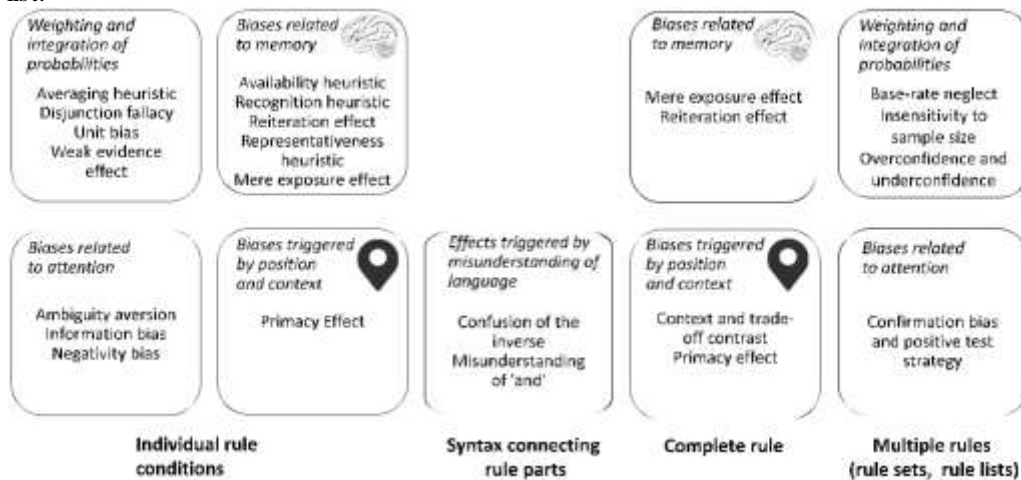 list.
Weighting and
integration of
probabilities
Averaging heuristic
Disjunction fallacy
Unit bias
Weak evidence
effect
Biases related
to memory
Availability heuristic
Recognition heuristic
Reiteration effect
Representativeness
heuristic
Mere exposure effect
Biases related
to memory
Mere exposure effect
Reiteration effect
Weighting and
integration of
probabilities
Base-rate neglect
Insensitivity to
sample size
Overconfidence and
underconfidence
Biases related
to attention
Ambiguity aversion
Information bias
Negativity bias
Biases triggered
by position
and context
Primacy Effect
Effects triggered by
misunderstanding of
language
Confusion of the
inverse
Misunderstanding
of 'and'
Biases triggered
by position
and context
Context and trade-
off contrast
Primacy effect
Biases related
to attention
Confirmation bias
and positive test
strategy
Individual rule
conditions
Syntax connecting
rule parts
Complete rule
Multiple rules
(rule sets, rule lists)